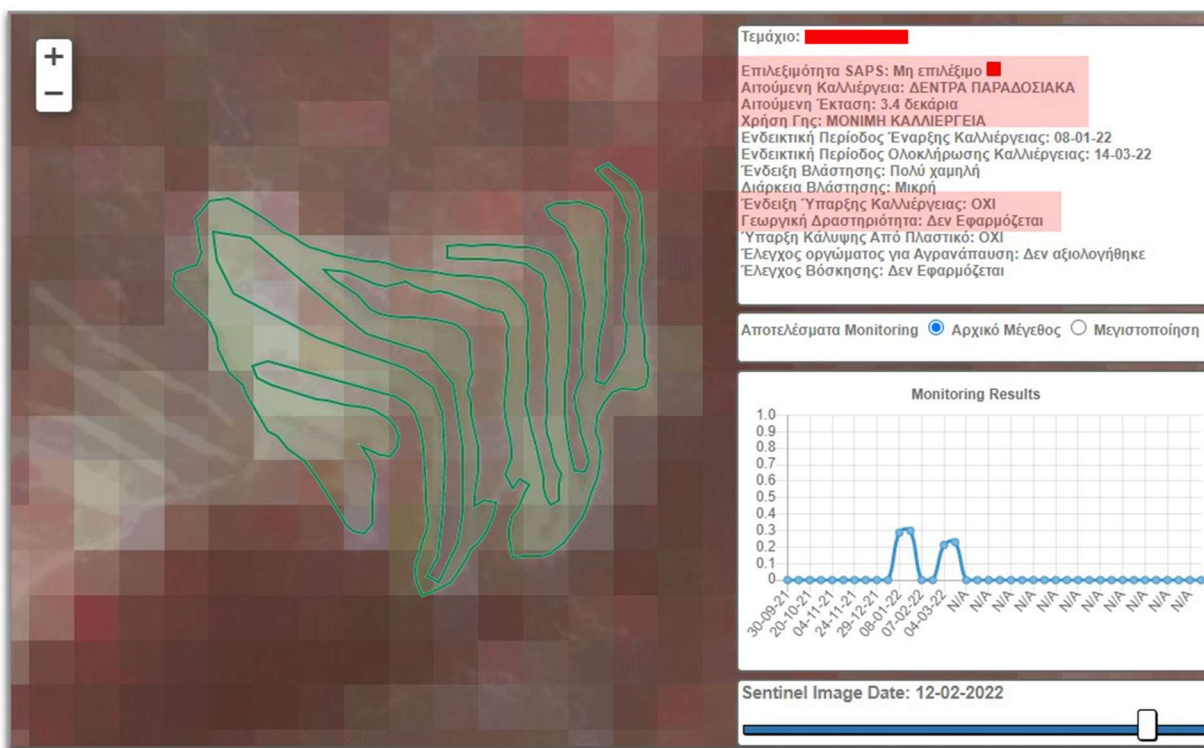 +
−
Τεμάχιο:
Επιλεξιμότητα SAPS: Μη επιλέξιμο
Αιτούμενη Καλλιέργεια: ΔΕΝΤΡΑ ΠΑΡΑΔΟΣΙΑΚΑ
Αιτούμενη Έκταση: 3.4 δεκάρια
Χρήση Γης: ΜΟΝΙΜΗ ΚΑΛΛΙΕΡΓΕΙΑ
Ενδεικτική Περίοδος Έναρξης Καλλιέργειας: 08-01-22
Ενδεικτική Περίοδος Ολοκλήρωσης Καλλιέργειας: 14-03-22
Ένδειξη Βλάστησης: Πολύ χαμηλή
Διάρκεια Βλάστησης: Μικρή
Ένδειξη Ύπαρξης Καλλιέργειας: ΟΧΙ
Γεωργική Δραστηριότητα: Δεν Εφαρμόζεται
Ύπαρξη Κάλυψης Από Πλαστικό: ΟΧΙ
Έλεγχος οργώματος για Αγρανάπαυση: Δεν αξιολογήθηκε
Έλεγχος Βόσκησης: Δεν Εφαρμόζεται
Αποτελέσματα Monitoring Αρχικό Μέγεθος Μεγιστοποίηση
Monitoring Results
1.0
0.9
0.8
0.7
0.6
0.5
0.4
0.3
0.2
0.1
0
30-09-21 20-10-21 04-11-21 24-11-21 29-12-21 08-01-22 07-02-22 04-03-22 N/A N/A N/A N/A N/A N/A N/A N/A N/A N/A N/A
Sentinel Image Date: 12-02-2022